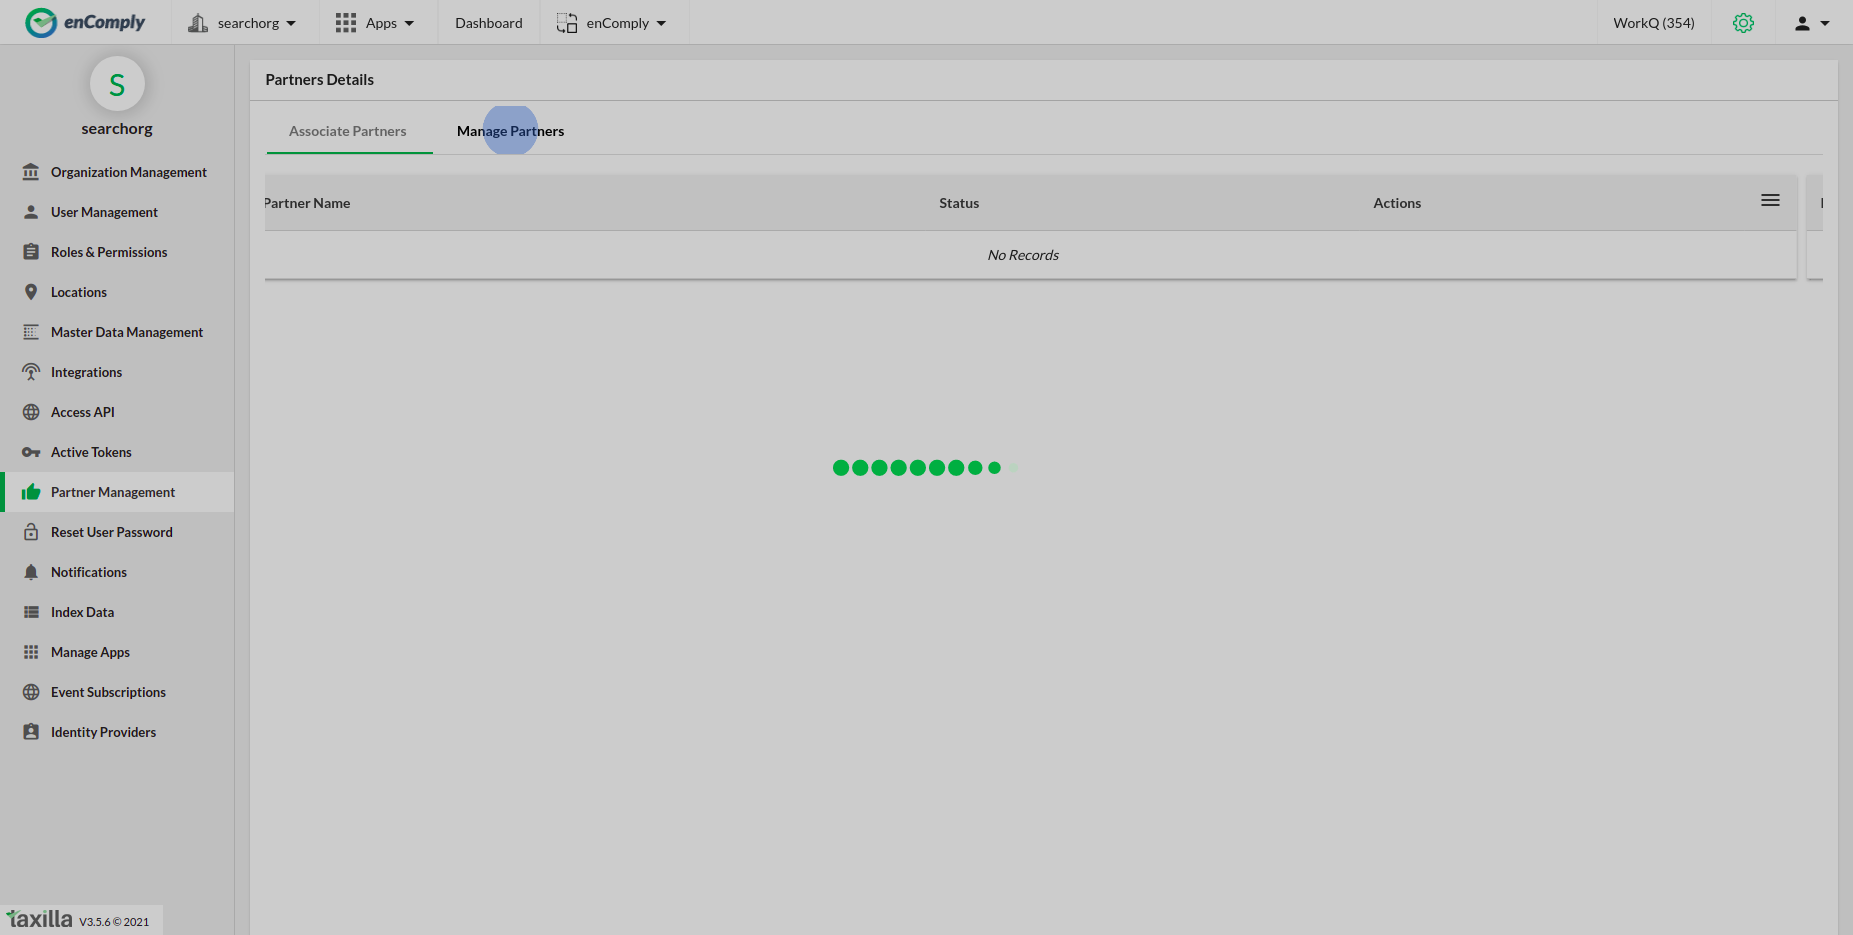 enComply
searchorg
Apps
Dashboard
enComply
WorkQ (354)
S
searchorg
Organization Management
User Management
Roles & Permissions
Locations
Master Data Management
Integrations
Access API
Active Tokens
Partner Management
Reset User Password
Notifications
Index Data
Manage Apps
Event Subscriptions
Identity Providers
taxilla V3.5.6 © 2021
Partners Details
Associate Partners
Manage Partners
Partner Name
Status
Actions
No Records